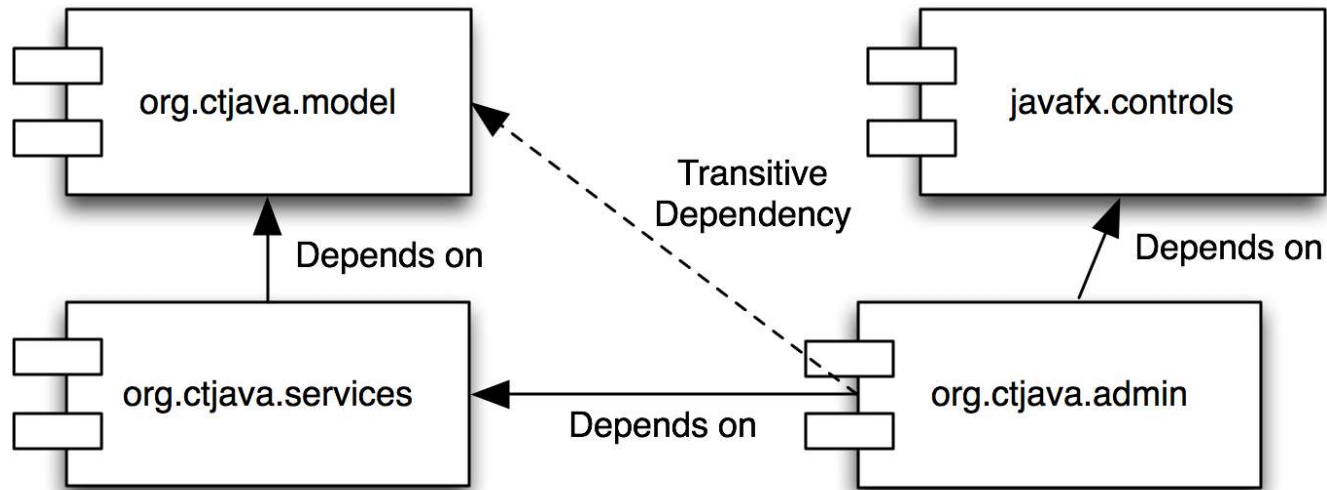 org.ctjava.model
javafx.controls
Transitive
Dependency
Depends on
Depends on
org.ctjava.services
org.ctjava.admin
Depends on